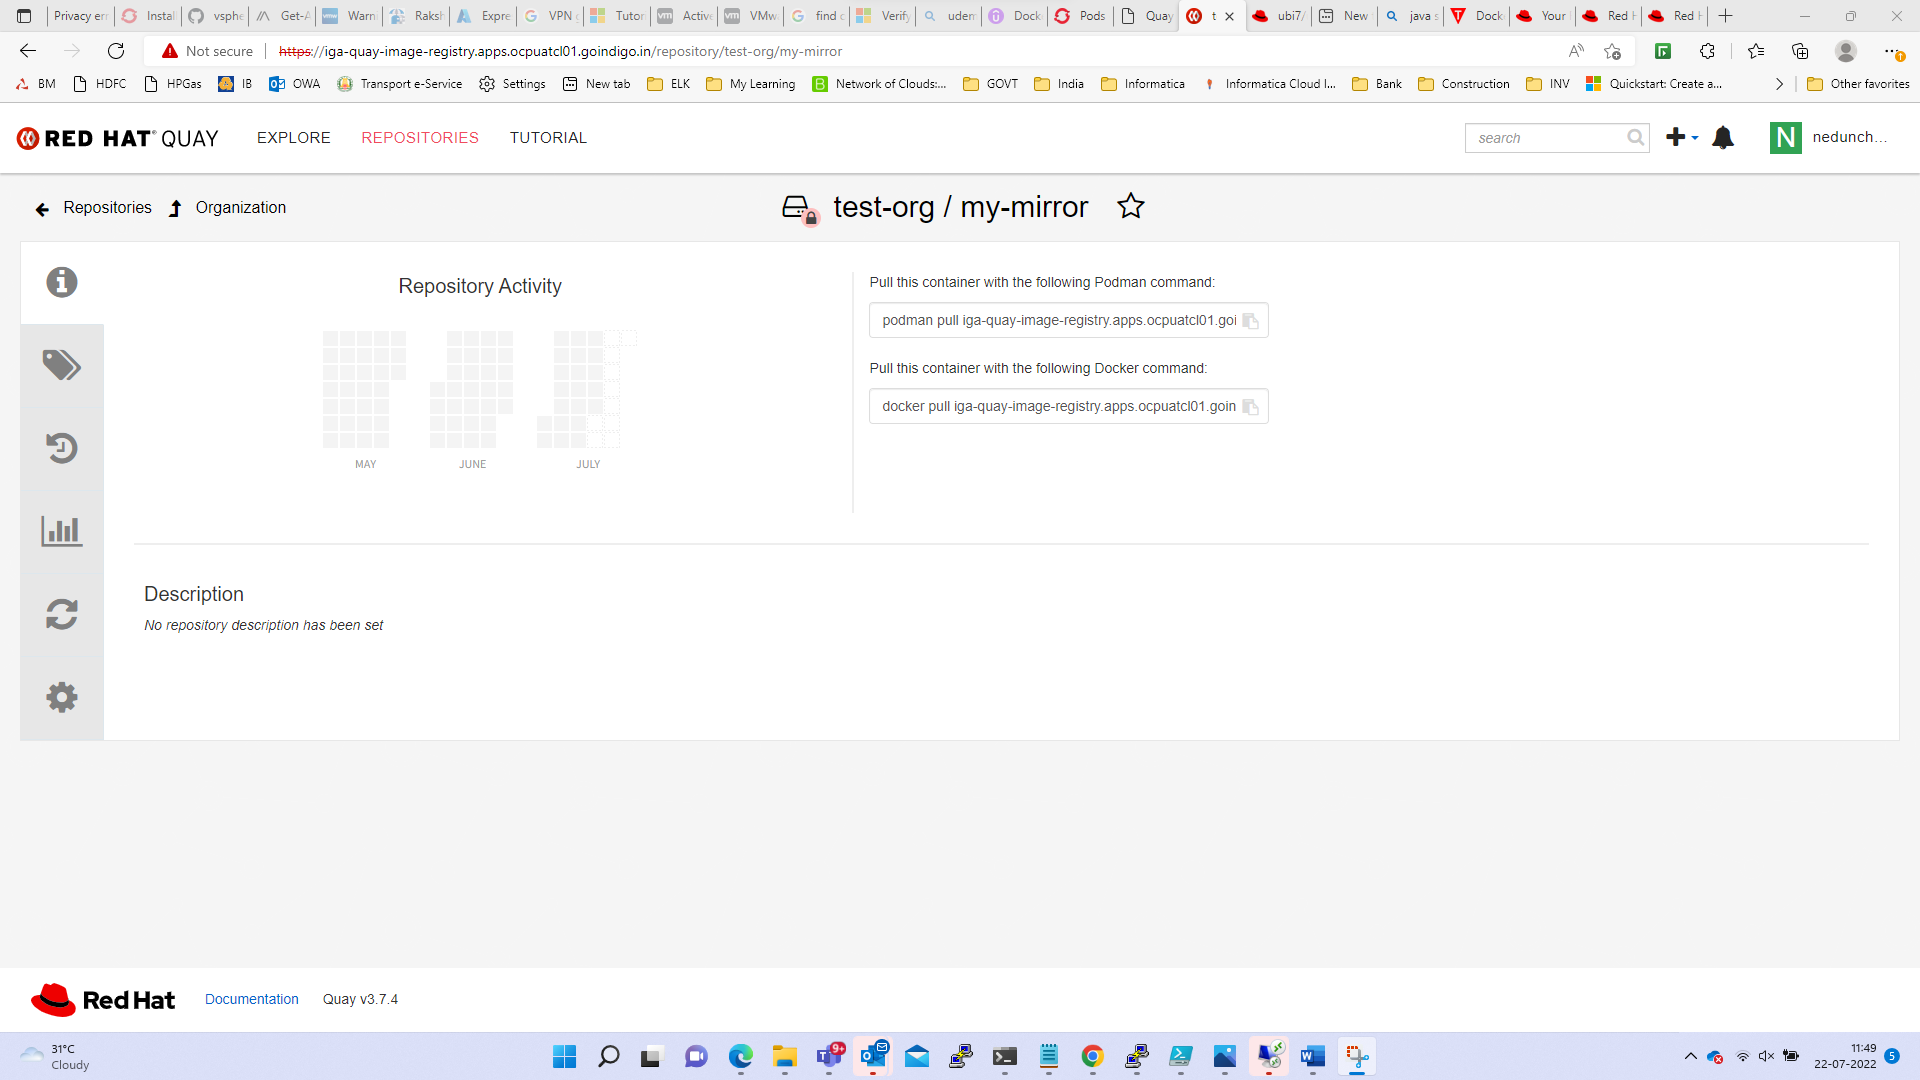 Privacy err
Instal
vsphe
Get-A
Warn
Raksh
Expre
VPN g
Tutor
Active
VMw
find c
Verify
udem
Dock
Pods
Quay
t
ubi7/
New
java s
Dock
Your
Red H
Red H
Not secure
https://iga-quay-image-registry.apps.ocpuatcl01.goindigo.in/repository/test-org/my-mirror
BM
HDFC
HPGas
IB
OWA
Transport e-Service
Settings
New tab
ELK
My Learning
Network of Clouds:...
GOVT
India
Informatica
Informatica Cloud I...
Bank
Construction
INV
Quickstart: Create a...
Other favorites
RED HAT QUAY
EXPLORE
REPOSITORIES
TUTORIAL
search
N
nedunch...
Repositories
Organization
test-org / my-mirror
Repository Activity
MAY
JUNE
JULY
Pull this container with the following Podman command:
podman pull iga-quay-image-registry.apps.ocpuatcl01.goi
Pull this container with the following Docker command:
docker pull iga-quay-image-registry.apps.ocpuatcl01.goin
Description
No repository description has been set
Red Hat
Documentation
Quay v3.7.4
31°C
Cloudy
9+
11:49
22-07-2022
5